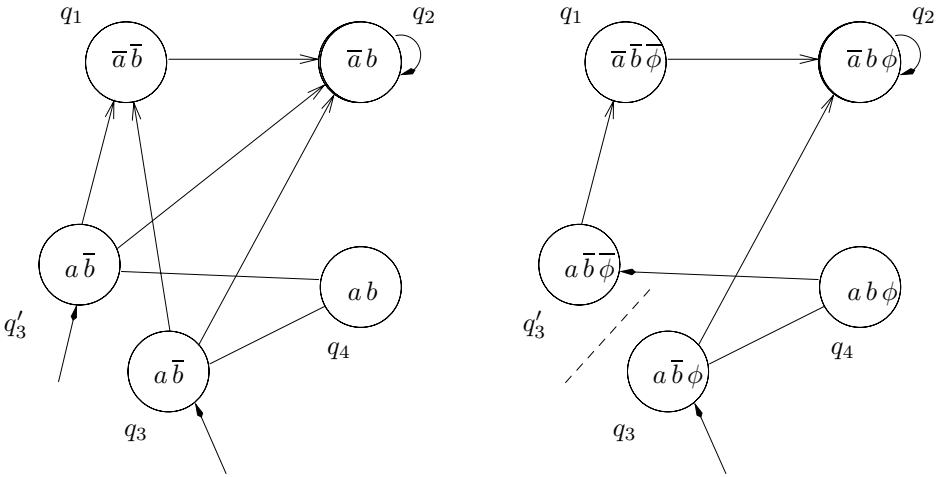 q₁ q₂ q₁ q₂
a̅ b̅ a̅ b a̅ b̅ ϕ̅ a̅ b ϕ
a b̅ a b̅ ϕ̅
a b a b ϕ
q₃′ q₃′
q₄ q₄
a b̅ a b̅ ϕ
q₃ q₃